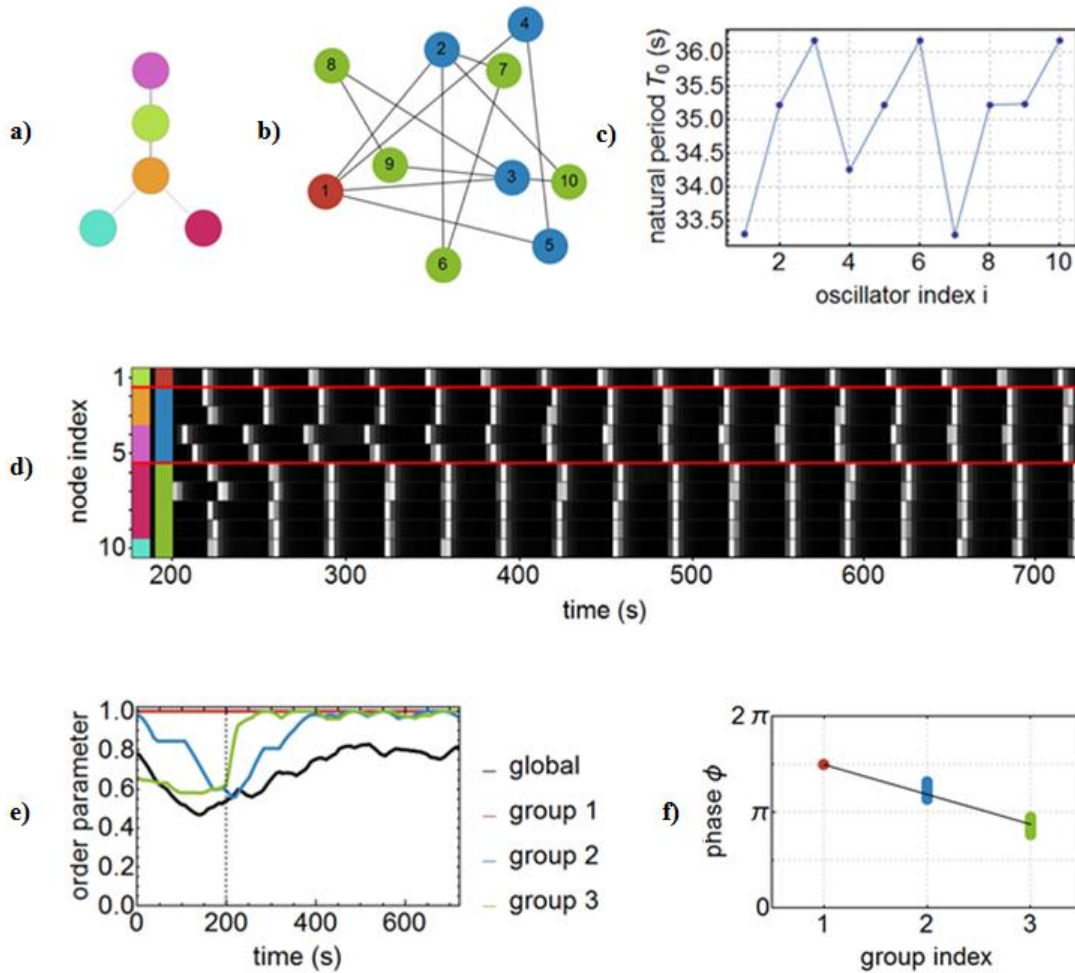 a)
b)
1
2
3
4
5
6
7
8
9
10
c)
natural period T₀ (s)
36.0
35.5
35.0
34.5
34.0
33.5
2 4 6 8 10
oscillator index i
d)
node index
1
5
10
200 300 400 500 600 700
time (s)
e)
order parameter
1.0
0.8
0.6
0.4
0.2
0.0
0 200 400 600
time (s)
global
group 1
group 2
group 3
f)
phase ϕ
2 π
π
0
1 2 3
group index